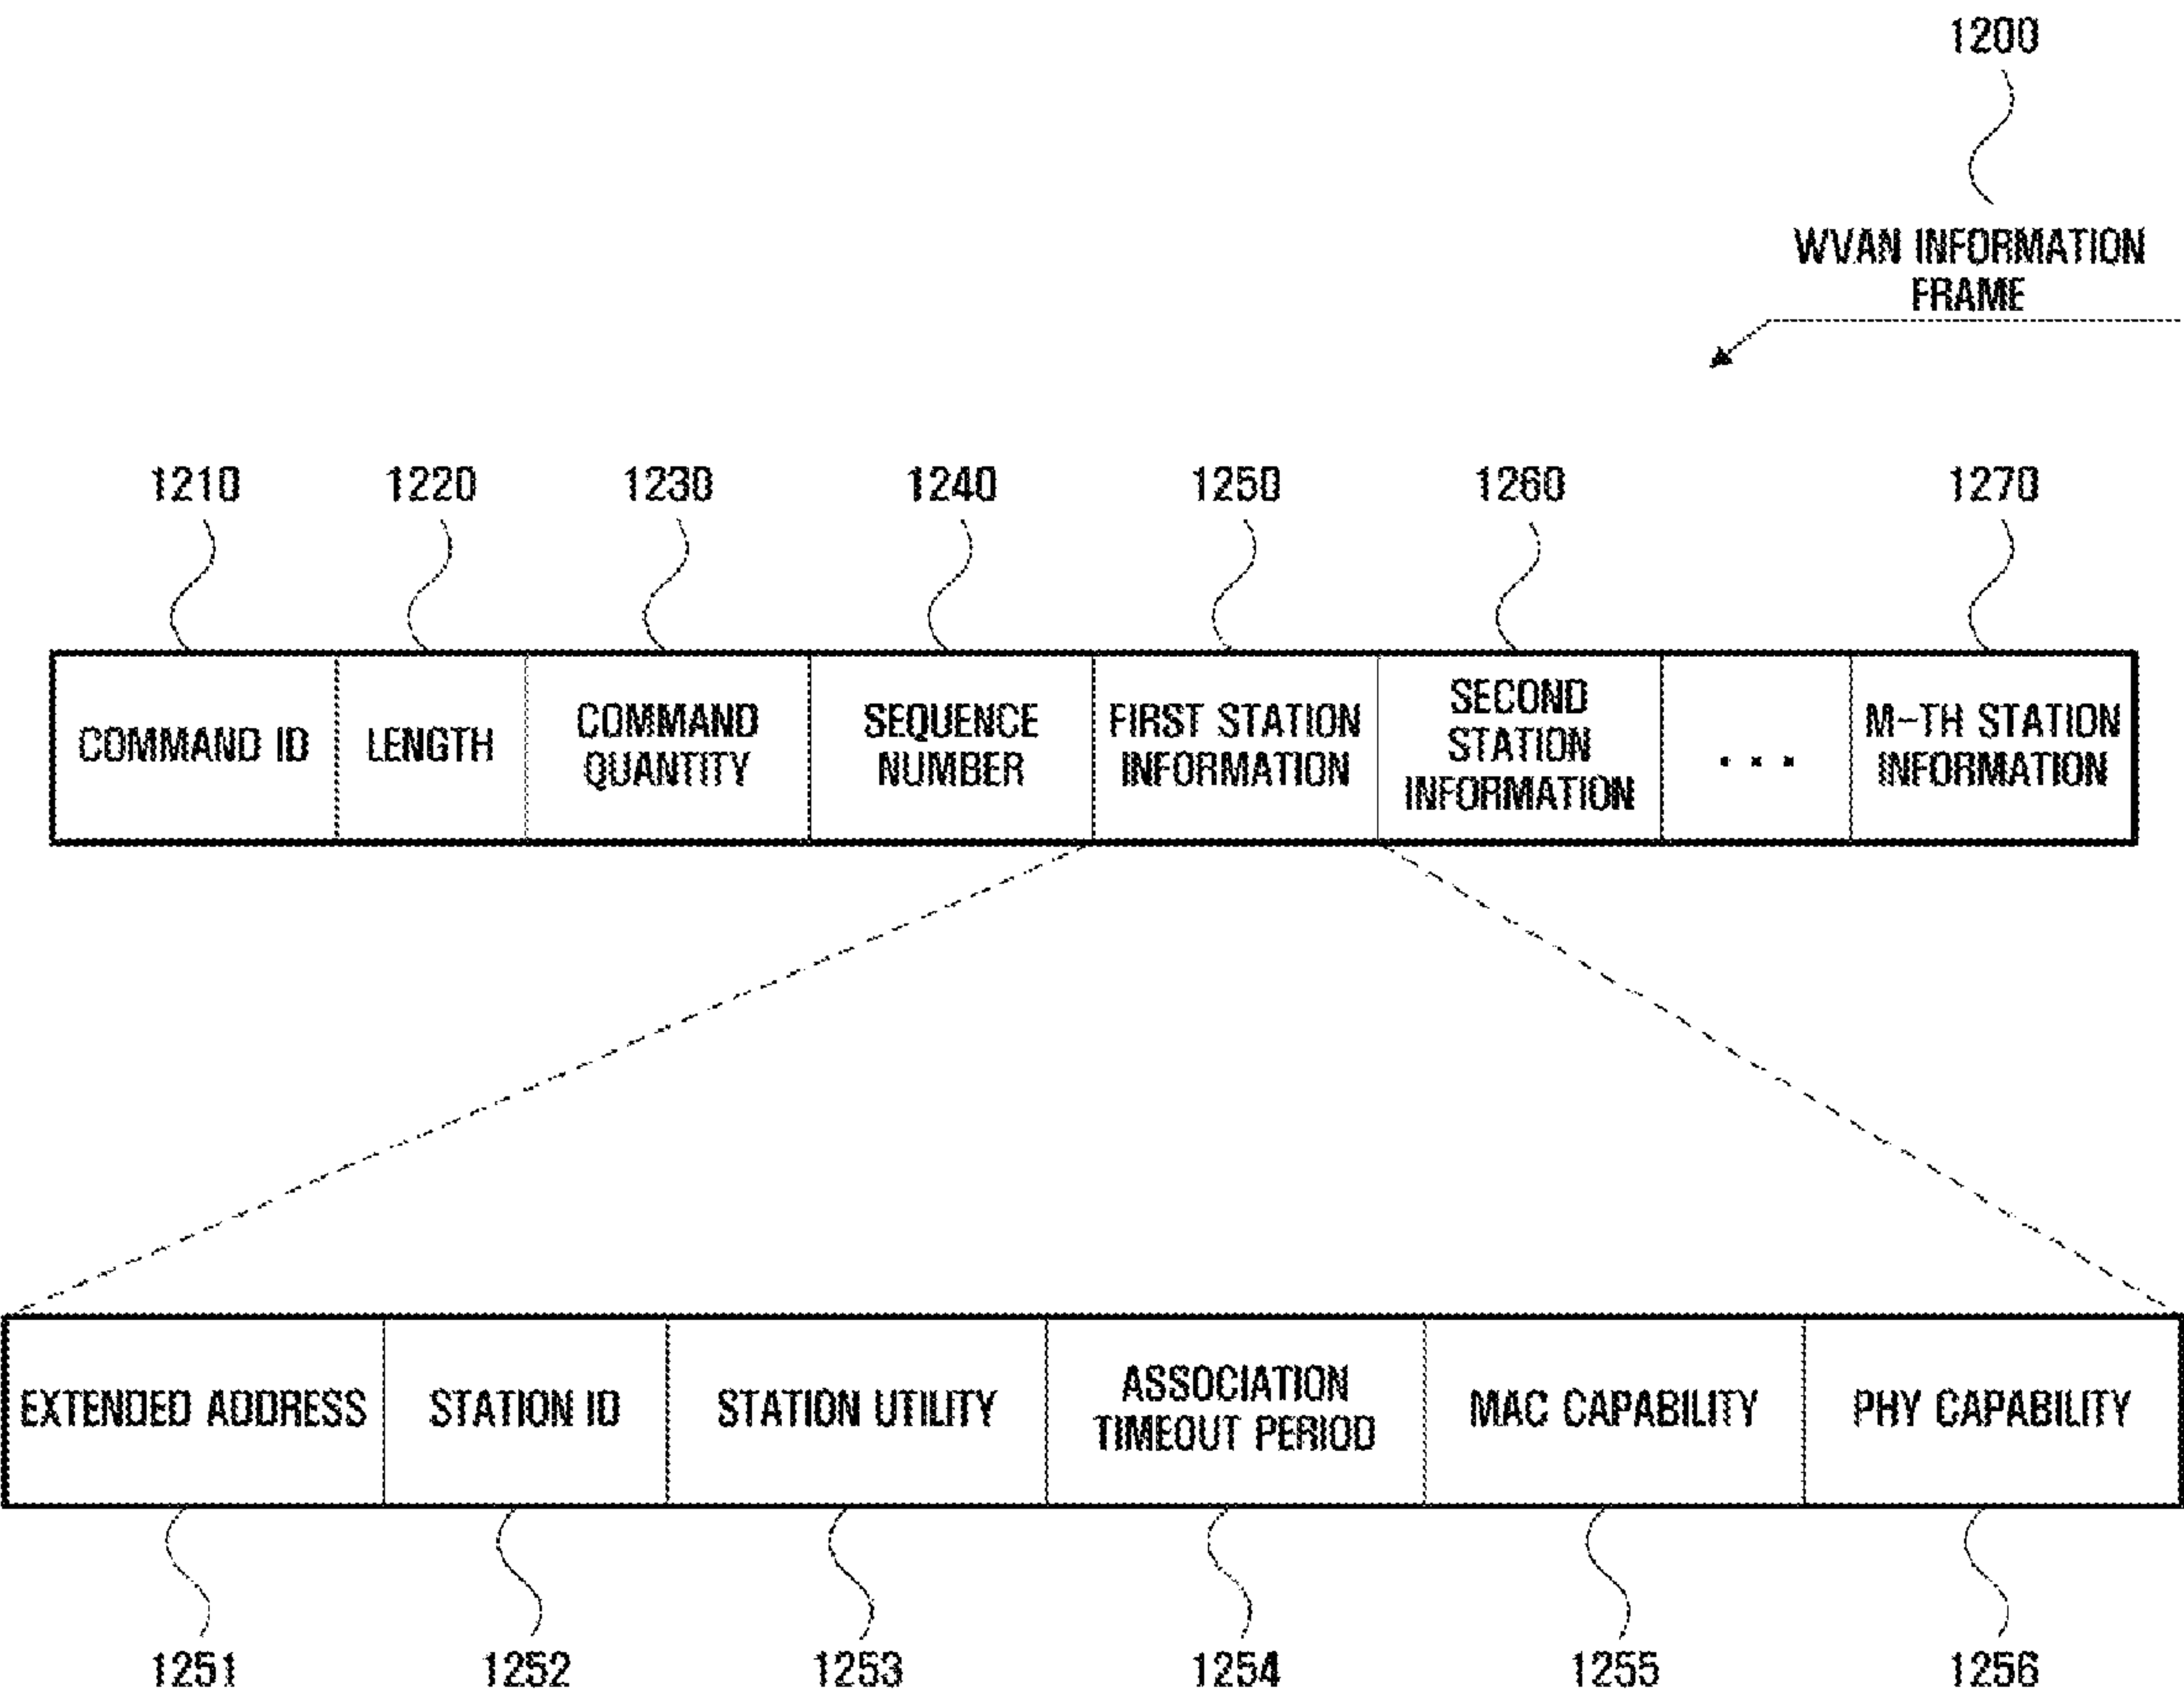 1200
WVAN INFORMATION
FRAME
1210 1220 1230 1240 1250 1260 1270
COMMAND ID
LENGTH
COMMAND
QUANTITY
SEQUENCE
NUMBER
FIRST STATION
INFORMATION
SECOND
STATION
INFORMATION
. . .
M-TH STATION
INFORMATION
EXTENDED ADDRESS
STATION ID
STATION UTILITY
ASSOCIATION
TIMEOUT PERIOD
MAC CAPABILITY
PHY CAPABILITY
1251 1252 1253 1254 1255 1256